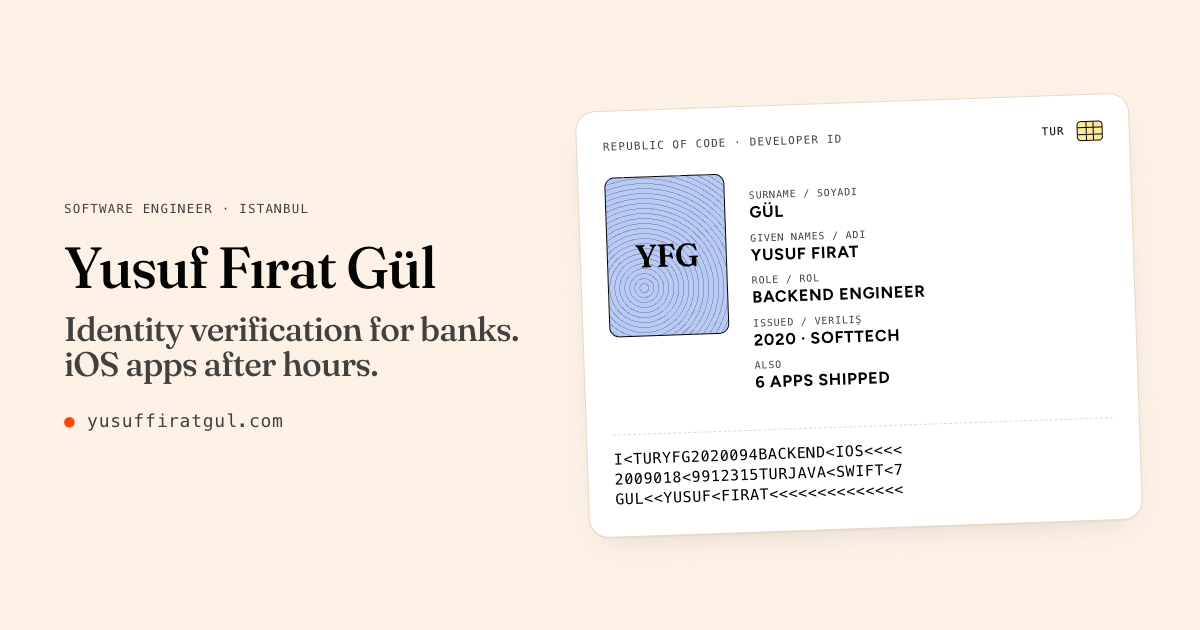 SOFTWARE ENGINEER · ISTANBUL
Yusuf Fırat Gül
Identity verification for banks.
iOS apps after hours.
yusuffiratgul.com
REPUBLIC OF CODE · DEVELOPER ID
TUR
YFG
SURNAME / SOYADI
GÜL
GIVEN NAMES / ADI
YUSUF FIRAT
ROLE / ROL
BACKEND ENGINEER
ISSUED / VERILIŞ
2020 · SOFTTECH
ALSO
6 APPS SHIPPED
I<TURYFG2020094BACKEND<IOS<<<<
2009018<9912315TURJAVA<SWIFT<7
GUL<<YUSUF<FIRAT<<<<<<<<<<<<<<